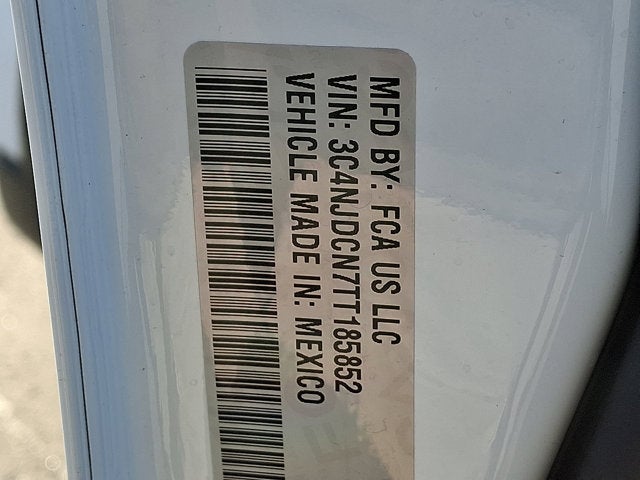 MFD BY: FCA US LLC
VIN: 3C4NJDCN7TT185852
VEHICLE MADE IN: MEXICO